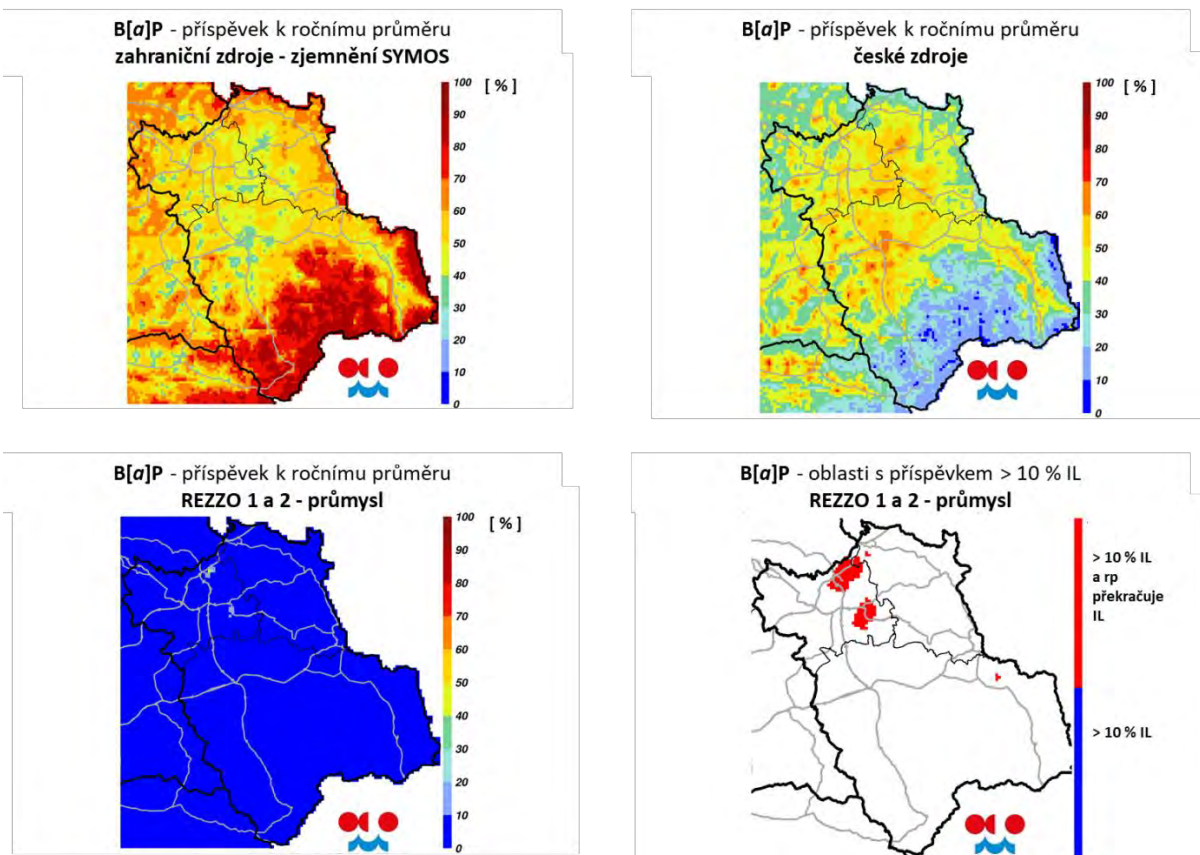 B[a]P - příspěvek k ročnímu průměru
zahraniční zdroje - zjemnění SYMOS
100 [ % ]
90
80
70
60
50
40
30
20
10
0
B[a]P - příspěvek k ročnímu průměru
české zdroje
100 [ % ]
90
80
70
60
50
40
30
20
10
0
B[a]P - příspěvek k ročnímu průměru
REZZO 1 a 2 - průmysl
100 [ % ]
90
80
70
60
50
40
30
20
10
0
B[a]P - oblasti s příspěvkem > 10 % IL
REZZO 1 a 2 - průmysl
> 10 % IL
a rp
překračuje
IL
> 10 % IL